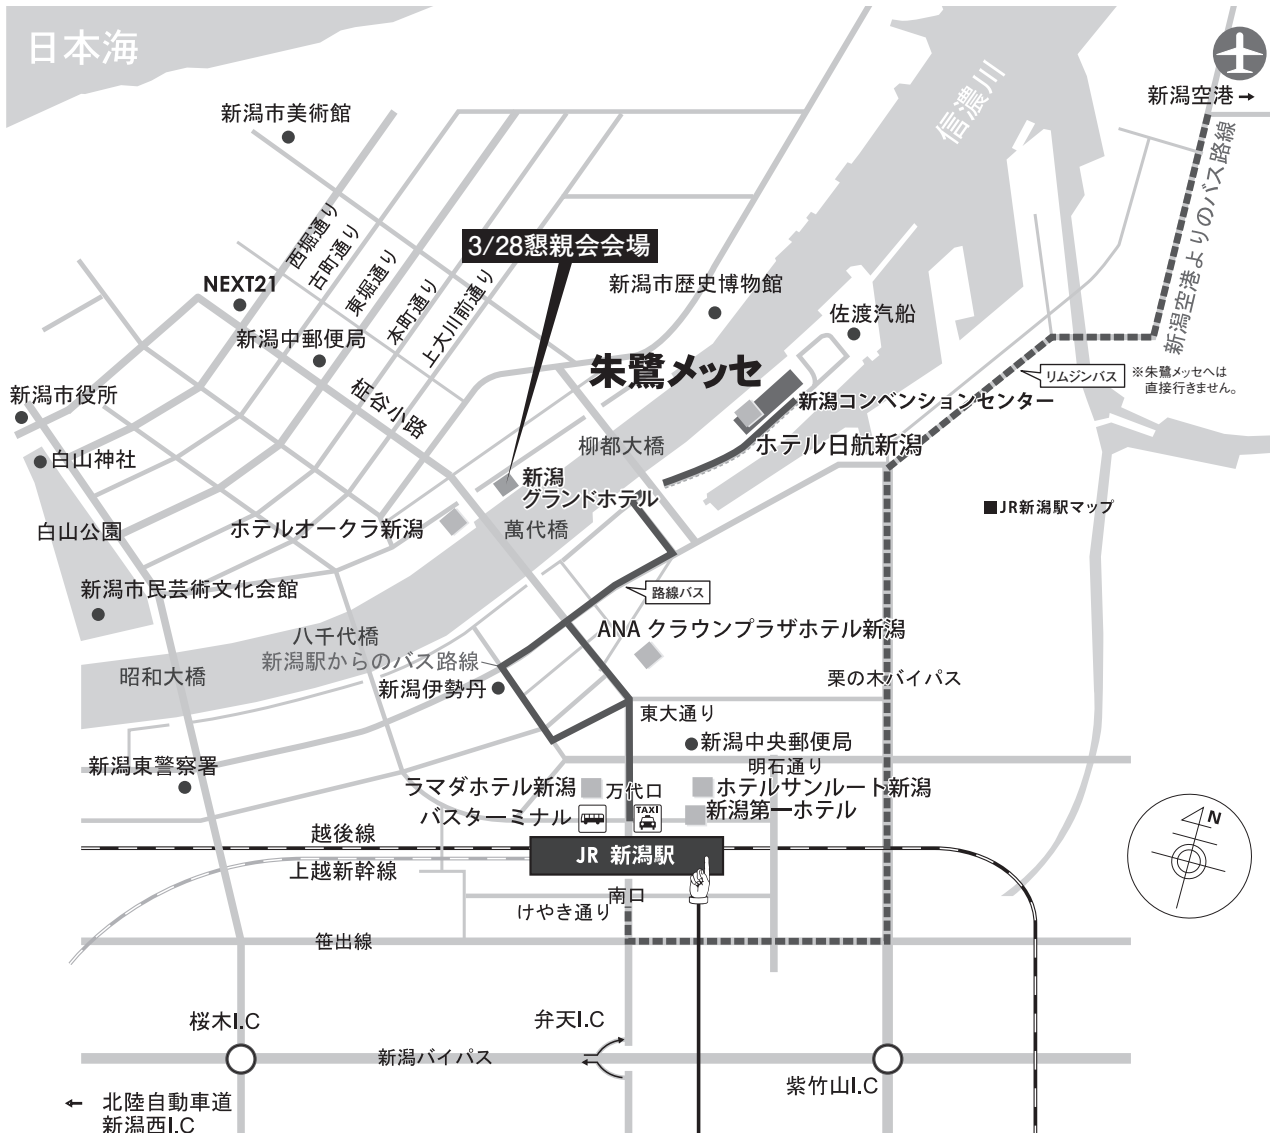 日本海
信濃川
新潟空港→
新潟空港よりのバス路線
新潟市美術館
西堀通り
古町通り
東堀通り
本町通り
上大川前通り
3/28懇親会会場
NEXT21
新潟中郵便局
新潟市歴史博物館
佐渡汽船
朱鷺メッセ
リムジンバス
※朱鷺メッセへは
直接行きません。
新潟市役所
柾谷小路
新潟コンベンションセンター
白山神社
柳都大橋
ホテル日航新潟
新潟
グランドホテル
■JR新潟駅マップ
白山公園
ホテルオークラ新潟
萬代橋
新潟市民芸術文化会館
路線バス
八千代橋
ANA クラウンプラザホテル新潟
新潟駅からのバス路線
昭和大橋
新潟伊勢丹
栗の木バイパス
東大通り
新潟中央郵便局
新潟東警察署
明石通り
ラマダホテル新潟
万代口
ホテルサンルート新潟
バスターミナル
TAXI
新潟第一ホテル
越後線
JR 新潟駅
上越新幹線
N
南口
けやき通り
笹出線
桜木I.C
弁天I.C
新潟バイパス
紫竹山I.C
← 北陸自動車道
新潟西I.C